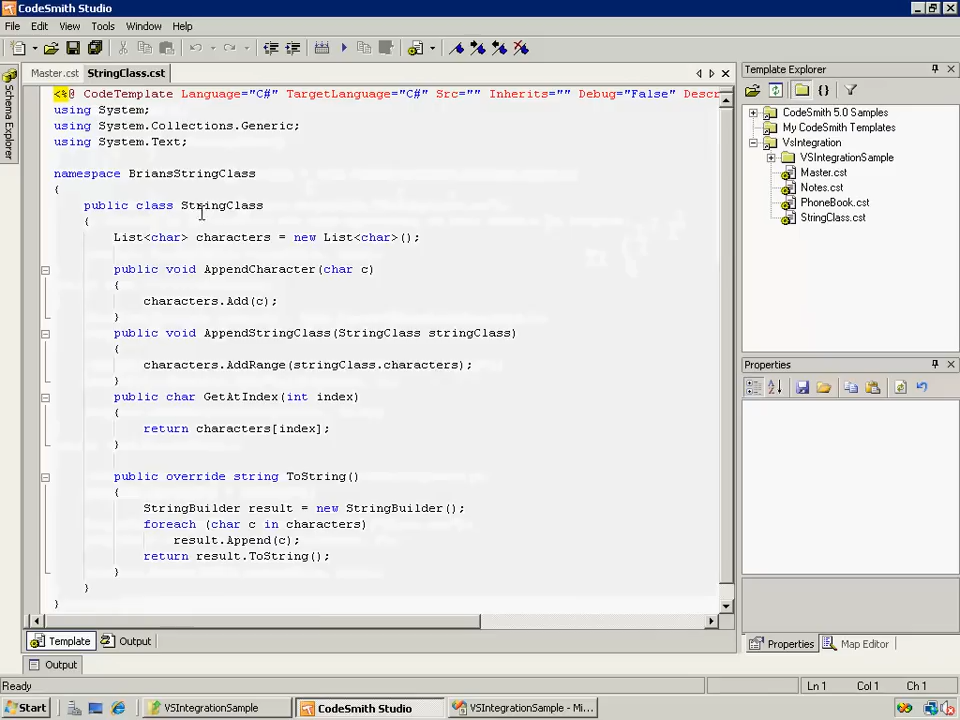 CodeSmith Studio
File Edit View Tools Window Help
Master.cst StringClass.cst
Schema Explorer
<%@ CodeTemplate Language="C#" TargetLanguage="C#" Src="" Inherits="" Debug="False" Descr
using System;
using System.Collections.Generic;
using System.Text;
namespace BriansStringClass
{
public class StringClass
{
List<char> characters = new List<char>();
public void AppendCharacter(char c)
{
characters.Add(c);
}
public void AppendStringClass(StringClass stringClass)
{
characters.AddRange(stringClass.characters);
}
public char GetAtIndex(int index)
{
return characters[index];
}
public override string ToString()
{
StringBuilder result = new StringBuilder();
foreach (char c in characters)
result.Append(c);
return result.ToString();
}
}
}
Template Output
Output
Template Explorer
CodeSmith 5.0 Samples
My CodeSmith Templates
VsIntegration
VSIntegrationSample
Master.cst
Notes.cst
PhoneBook.cst
StringClass.cst
Properties
Properties Map Editor
Ready Ln 1 Col 1 Ch 1
Start VSIntegrationSample CodeSmith Studio VSIntegrationSample - Mi...